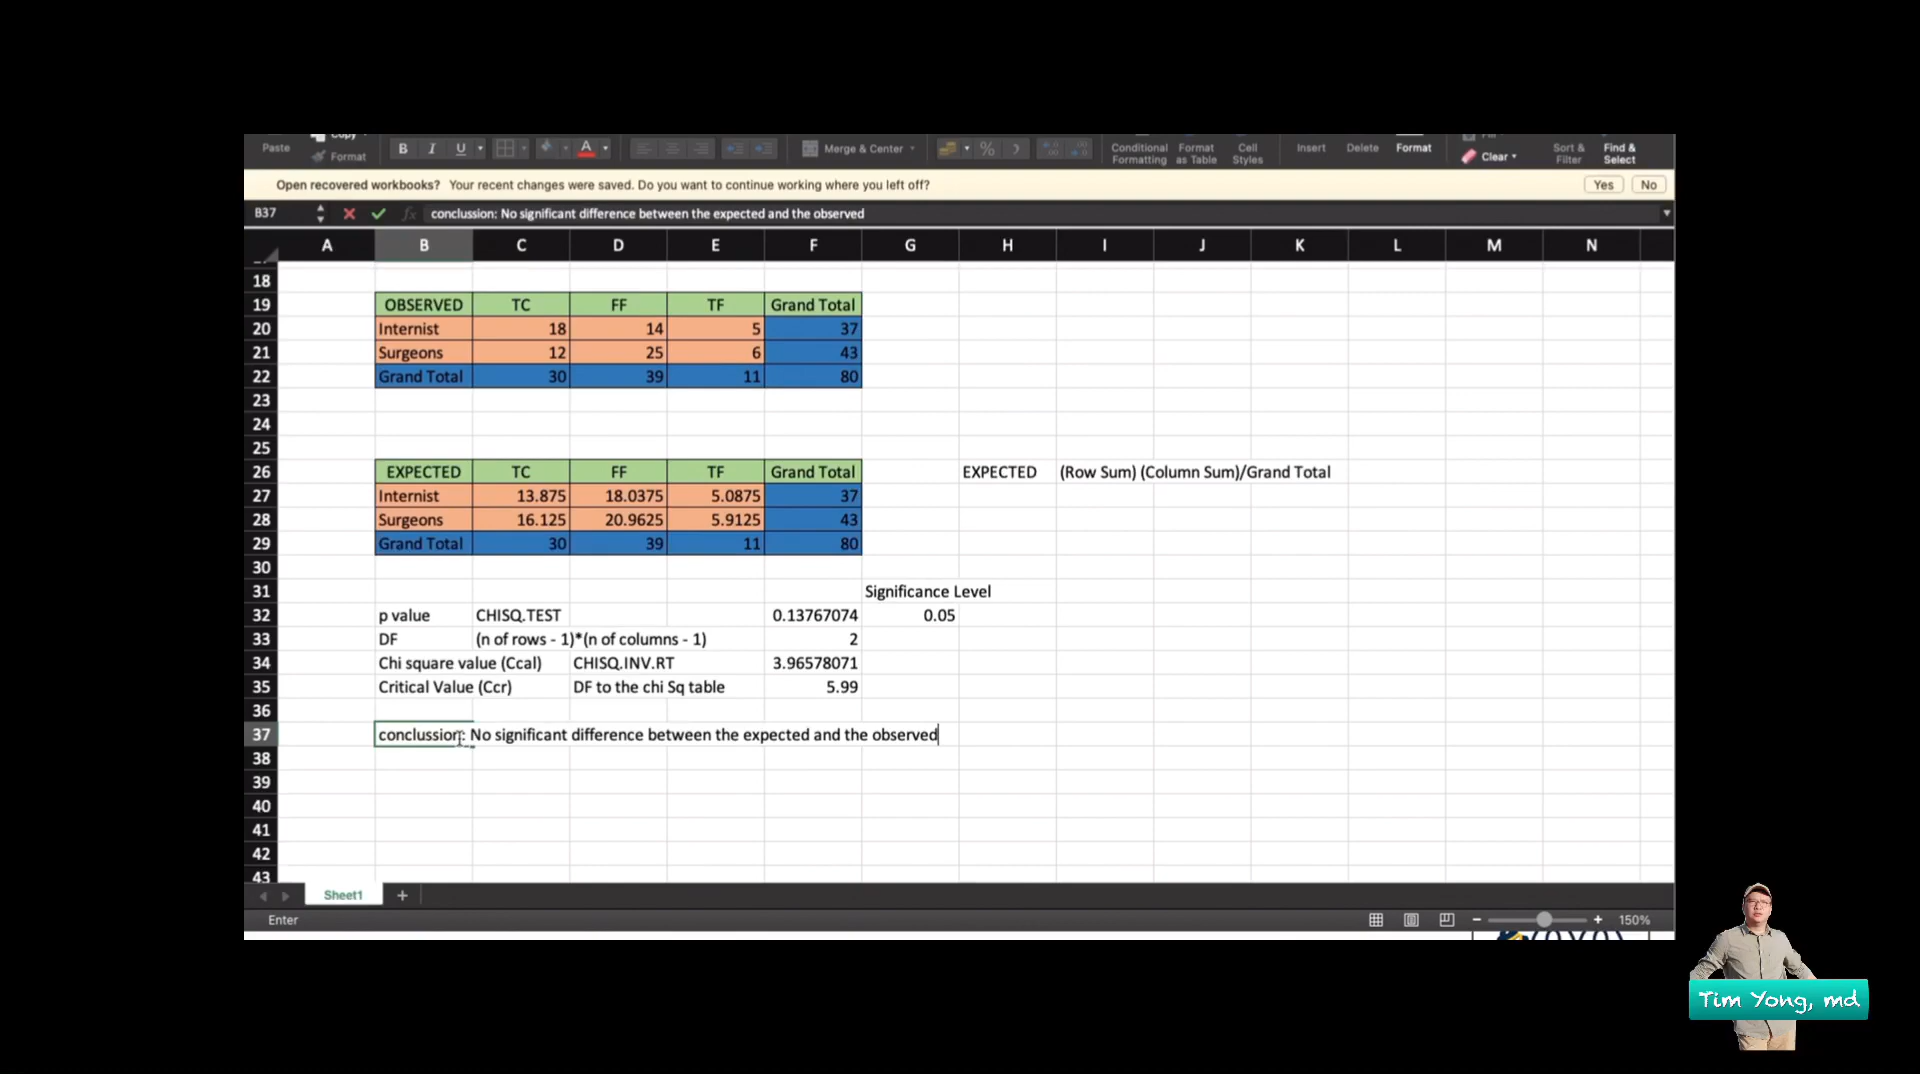 Copy
Paste Format B I U A Merge & Center % Conditional Formatting Format as Table Cell Styles Insert Delete Format Clear Sort & Filter Find & Select
Open recovered workbooks? Your recent changes were saved. Do you want to continue working where you left off? Yes No
B37 fx conclussion: No significant difference between the expected and the observed
A B C D E F G H I J K L M N
18
19 OBSERVED TC FF TF Grand Total
20 Internist 18 14 5 37
21 Surgeons 12 25 6 43
22 Grand Total 30 39 11 80
23
24
25
26 EXPECTED TC FF TF Grand Total EXPECTED (Row Sum) (Column Sum)/Grand Total
27 Internist 13.875 18.0375 5.0875 37
28 Surgeons 16.125 20.9625 5.9125 43
29 Grand Total 30 39 11 80
30
31 Significance Level
32 p value CHISQ.TEST 0.13767074 0.05
33 DF (n of rows - 1)*(n of columns - 1) 2
34 Chi square value (Ccal) CHISQ.INV.RT 3.96578071
35 Critical Value (Ccr) DF to the chi Sq table 5.99
36
37 conclussion: No significant difference between the expected and the observed
38
39
40
41
42
43
Sheet1 +
Enter 150%
Tim Yong, md